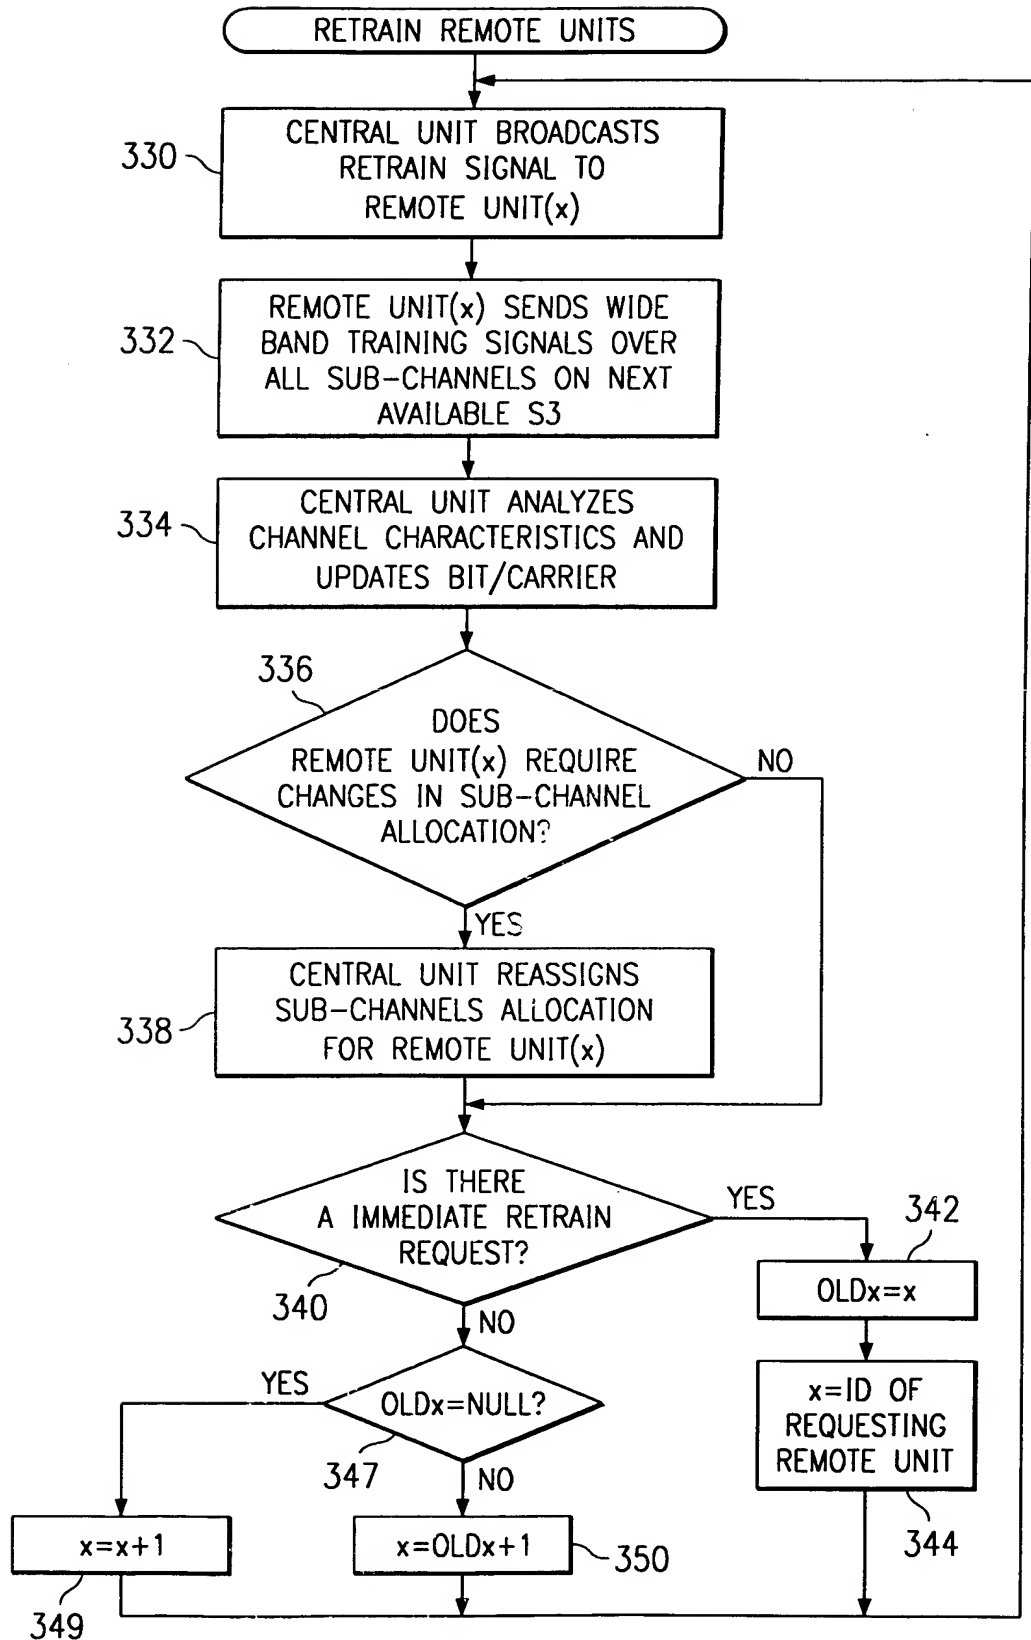 RETRAIN REMOTE UNITS
330
CENTRAL UNIT BROADCASTS
RETRAIN SIGNAL TO
REMOTE UNIT(x)
332
REMOTE UNIT(x) SENDS WIDE
BAND TRAINING SIGNALS OVER
ALL SUB-CHANNELS ON NEXT
AVAILABLE S3
334
CENTRAL UNIT ANALYZES
CHANNEL CHARACTERISTICS AND
UPDATES BIT/CARRIER
336
DOES
REMOTE UNIT(x) REQUIRE
CHANGES IN SUB-CHANNEL
ALLOCATION?
NO
YES
338
CENTRAL UNIT REASSIGNS
SUB-CHANNELS ALLOCATION
FOR REMOTE UNIT(x)
IS THERE
A IMMEDIATE RETRAIN
REQUEST?
340
YES
342
OLDx=x
NO
x=ID OF
REQUESTING
REMOTE UNIT
344
YES
OLDx=NULL?
347
NO
x=x+1
349
x=OLDx+1
350